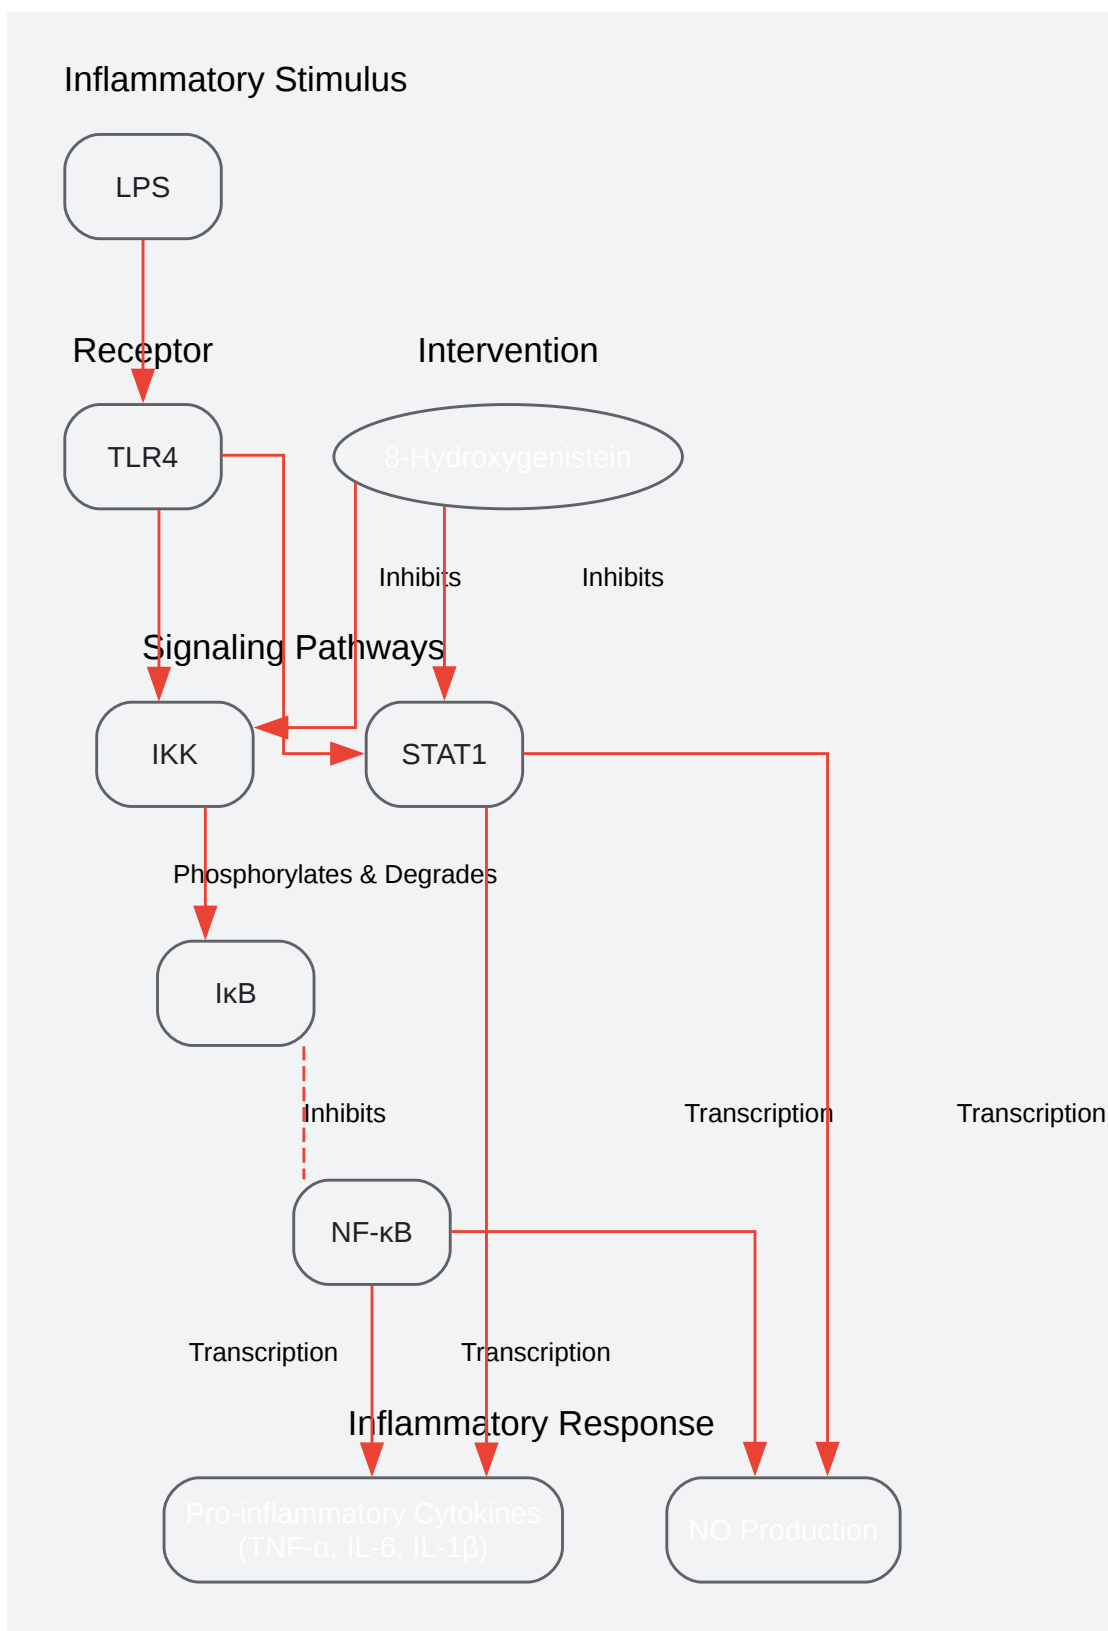 Inflammatory Stimulus
LPS
Receptor
Intervention
TLR4
8-Hydroxygenistein
Inhibits
Inhibits
Signaling Pathways
IKK
STAT1
Phosphorylates & Degrades
IκB
Inhibits
Transcription
Transcription
NF-κB
Transcription
Transcription
Inflammatory Response
Pro-inflammatory Cytokines
(TNF-α, IL-6, IL-1β)
NO Production